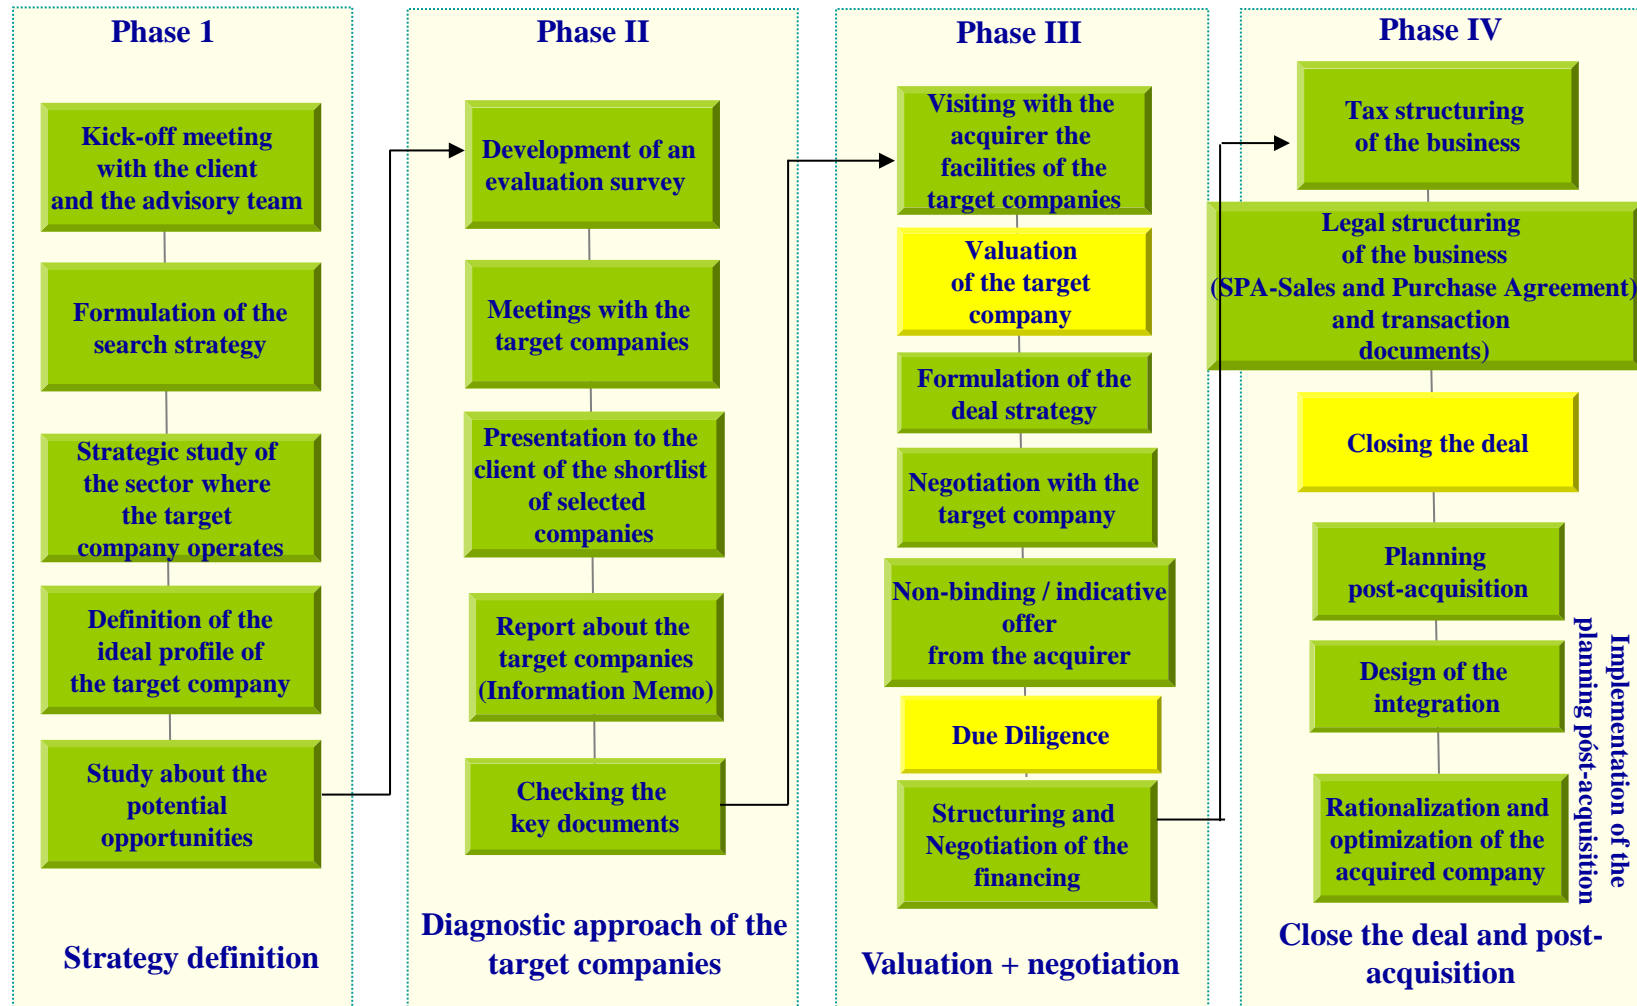 Phase 1
Kick-off meeting
with the client
and the advisory team
Formulation of the
search strategy
Strategic study of
the sector where
the target
company operates
Definition of the
ideal profile of
the target company
Study about the
potential
opportunities
Strategy definition
Phase II
Development of an
evaluation survey
Meetings with the
target companies
Presentation to the
client of the shortlist
of selected
companies
Report about the
target companies
(Information Memo)
Checking the
key documents
Diagnostic approach of the
target companies
Phase III
Visiting with the
acquirer the
facilities of the
target companies
Valuation
of the target
company
Formulation of the
deal strategy
Negotiation with the
target company
Non-binding / indicative
offer
from the acquirer
Due Diligence
Structuring and
Negotiation of the
financing
Valuation + negotiation
Phase IV
Tax structuring
of the business
Legal structuring
of the business
(SPA-Sales and Purchase Agreement)
and transaction
documents)
Closing the deal
Planning
post-acquisition
Design of the
integration
Rationalization and
optimization of the
acquired company
Implementation of the
planning póst-acquisition
Close the deal and post-
acquisition